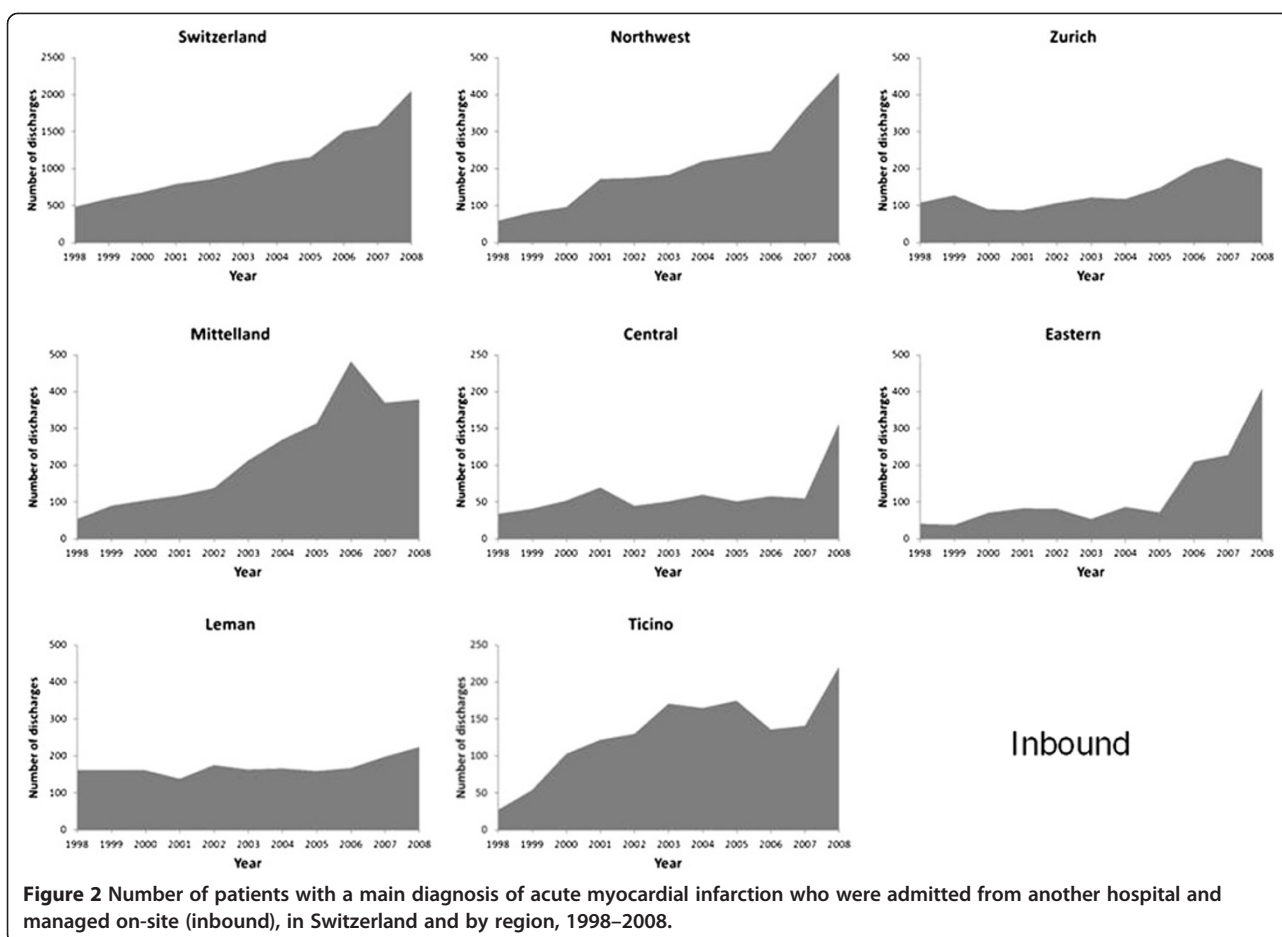 Switzerland
Number of discharges
2500
2000
1500
1000
500
0
1998 1999 2000 2001 2002 2003 2004 2005 2006 2007 2008
Year
Northwest
Number of discharges
500
400
300
200
100
0
1998 1999 2000 2001 2002 2003 2004 2005 2006 2007 2008
Year
Zurich
Number of discharges
500
400
300
200
100
0
1998 1999 2000 2001 2002 2003 2004 2005 2006 2007 2008
Year
Mittelland
Number of discharges
500
400
300
200
100
0
1998 1999 2000 2001 2002 2003 2004 2005 2006 2007 2008
Year
Central
Number of discharges
250
200
150
100
50
0
1998 1999 2000 2001 2002 2003 2004 2005 2006 2007 2008
Year
Eastern
Number of discharges
500
400
300
200
100
0
1998 1999 2000 2001 2002 2003 2004 2005 2006 2007 2008
Year
Leman
Number of discharges
500
400
300
200
100
0
1998 1999 2000 2001 2002 2003 2004 2005 2006 2007 2008
Year
Ticino
Number of discharges
250
200
150
100
50
0
1998 1999 2000 2001 2002 2003 2004 2005 2006 2007 2008
Year
Inbound
Figure 2 Number of patients with a main diagnosis of acute myocardial infarction who were admitted from another hospital and
managed on-site (inbound), in Switzerland and by region, 1998–2008.